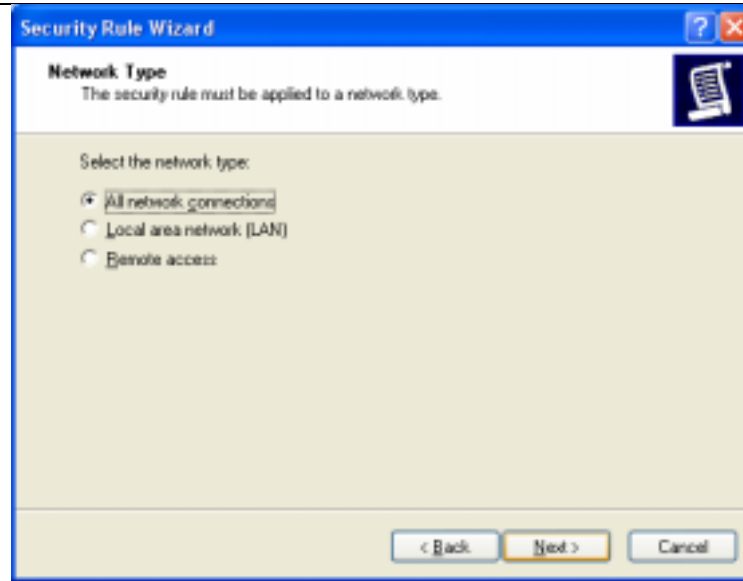 Security Rule Wizard
Network Type
The security rule must be applied to a network type.
Select the network type:
All network connections
Local area network (LAN)
Remote access
< Back
Next >
Cancel